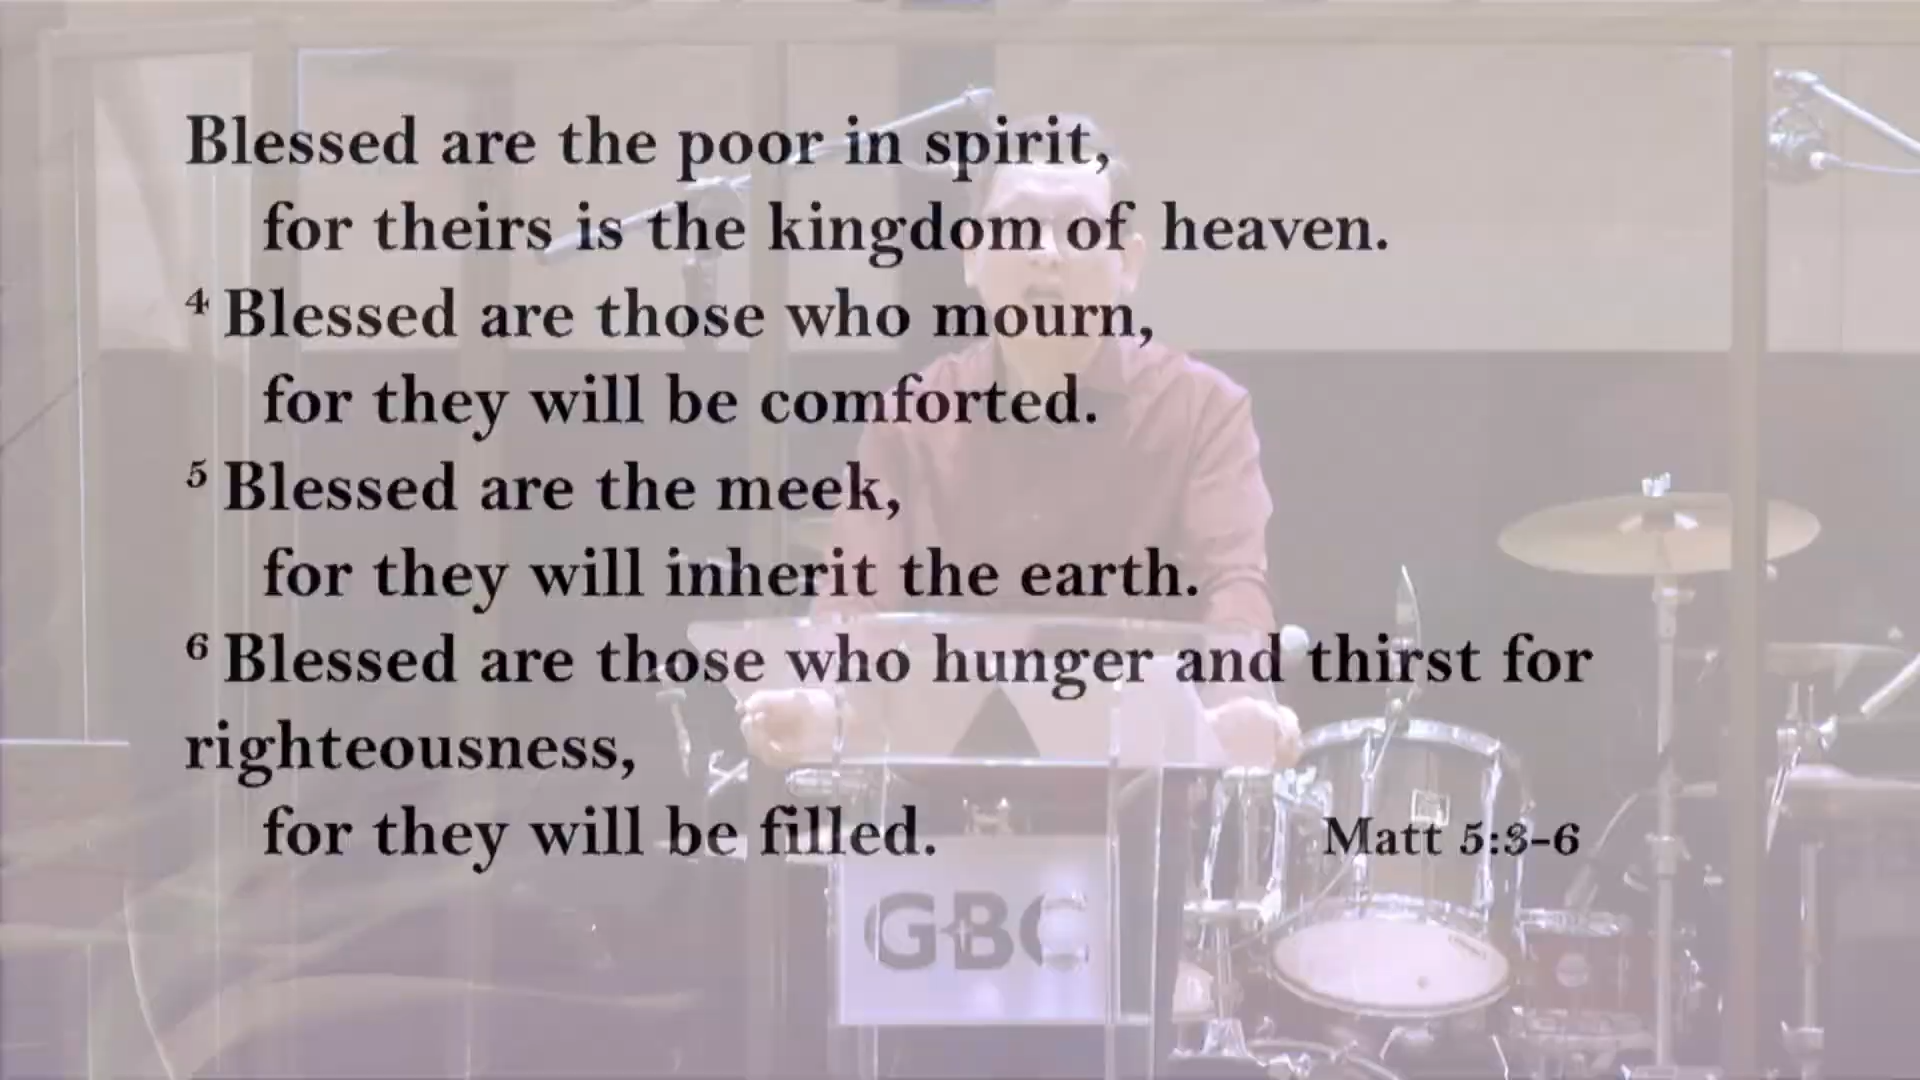 Blessed are the poor in spirit,
for theirs is the kingdom of heaven.
4 Blessed are those who mourn,
for they will be comforted.
5 Blessed are the meek,
for they will inherit the earth.
6 Blessed are those who hunger and thirst for
righteousness,
for they will be filled.
Matt 5:3-6
GBC